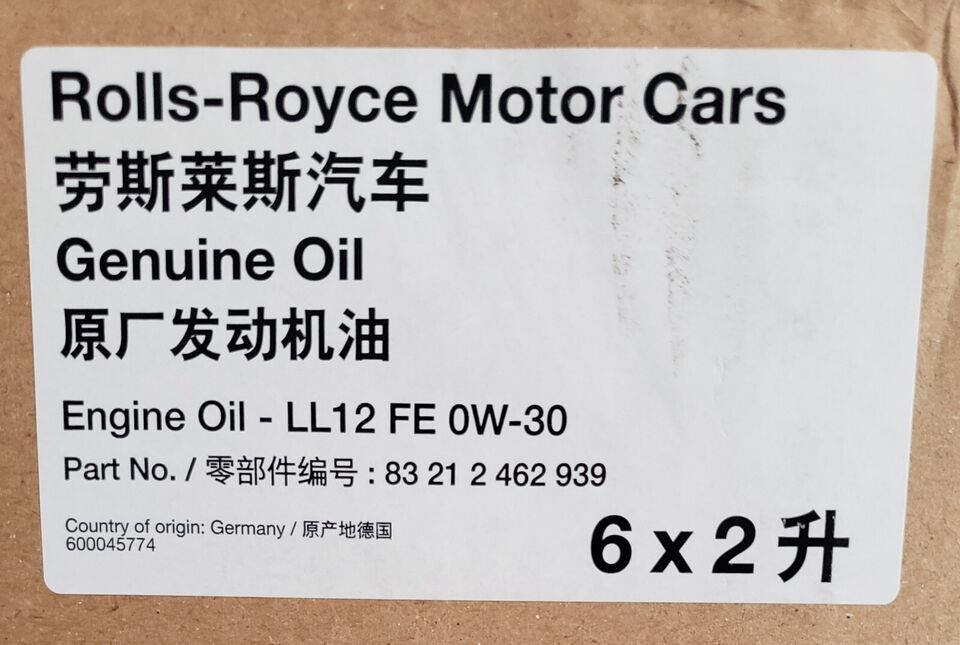 Rolls-Royce Motor Cars
劳斯莱斯汽车
Genuine Oil
原厂发动机油
Engine Oil - LL12 FE 0W-30
Part No. / 零部件编号 : 83 21 2 462 939
Country of origin: Germany / 原产地德国
600045774
6 x 2 升